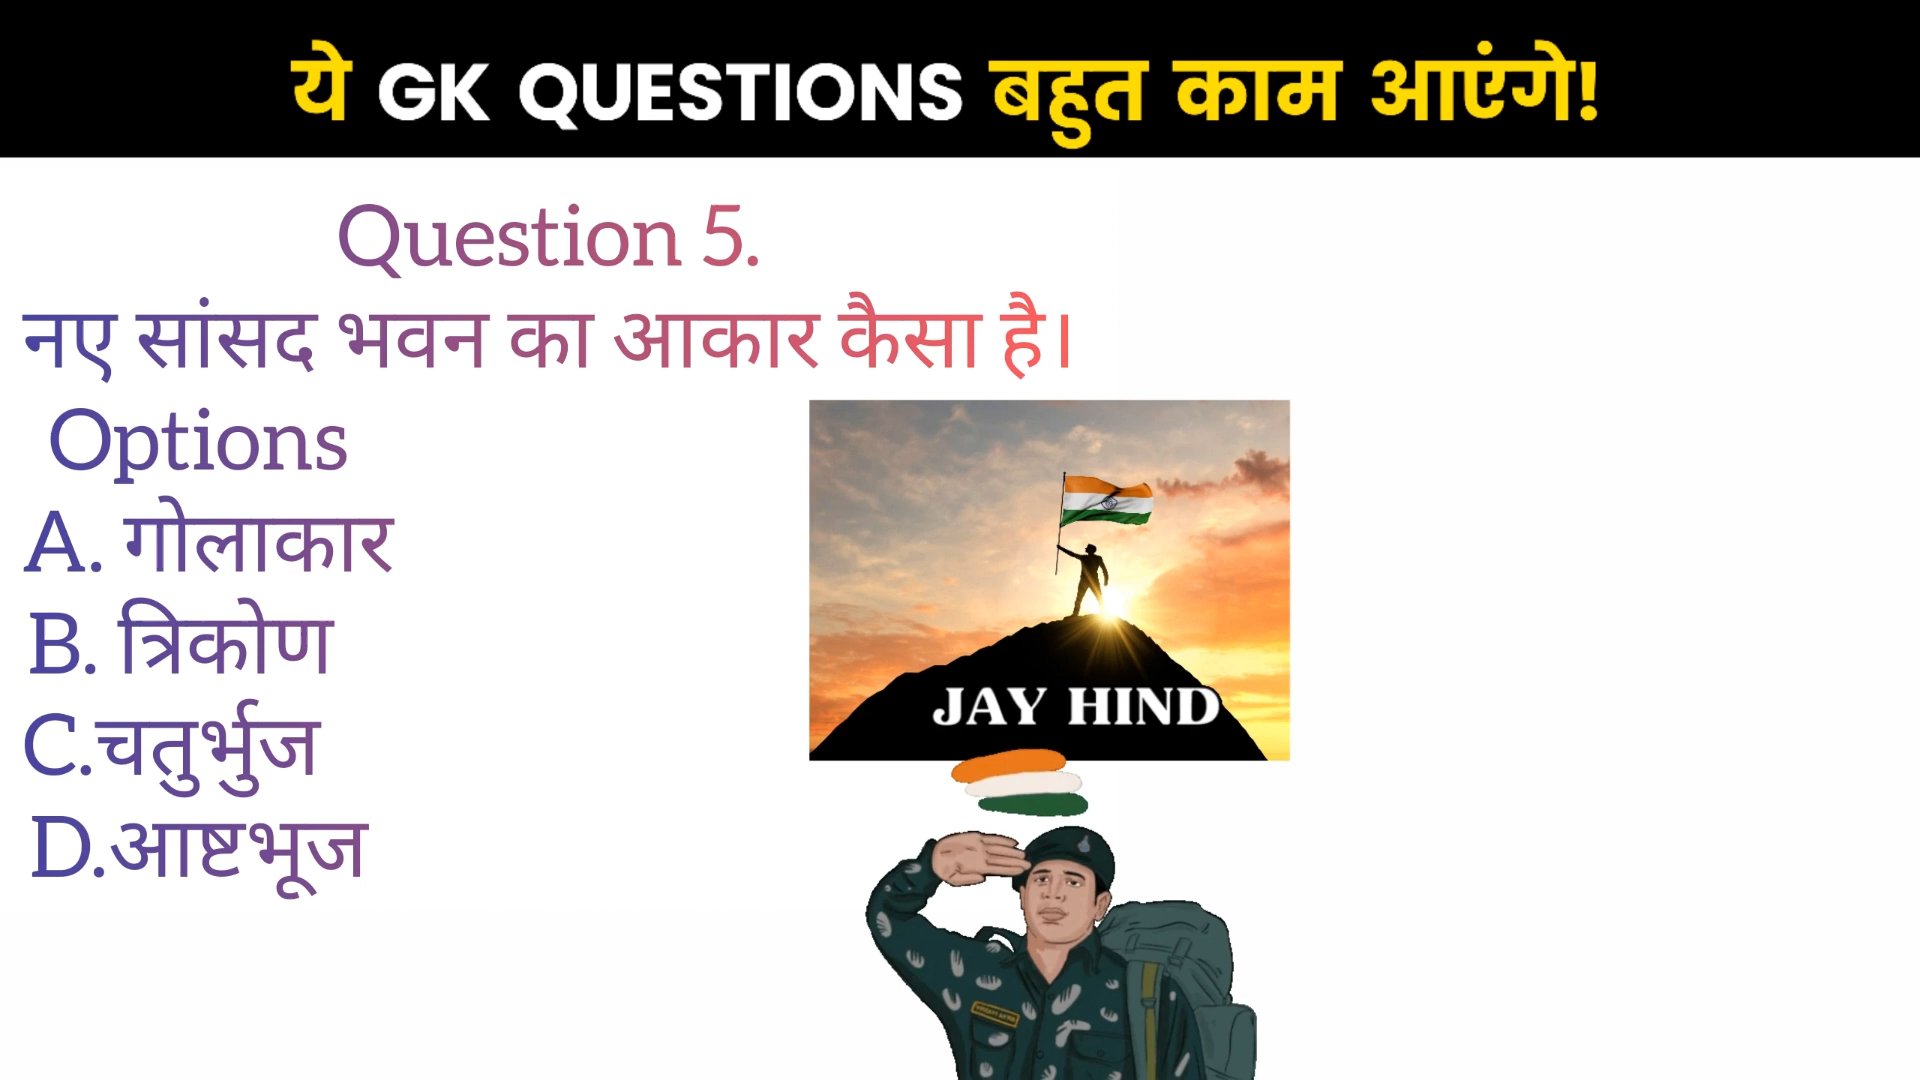 ये GK QUESTIONS बहुत काम आएंगे!
Question 5.
नए सांसद भवन का आकार कैसा है।
Options
A. गोलाकार
B. त्रिकोण
C.चतुर्भुज
D.आष्टभूज
JAY HIND